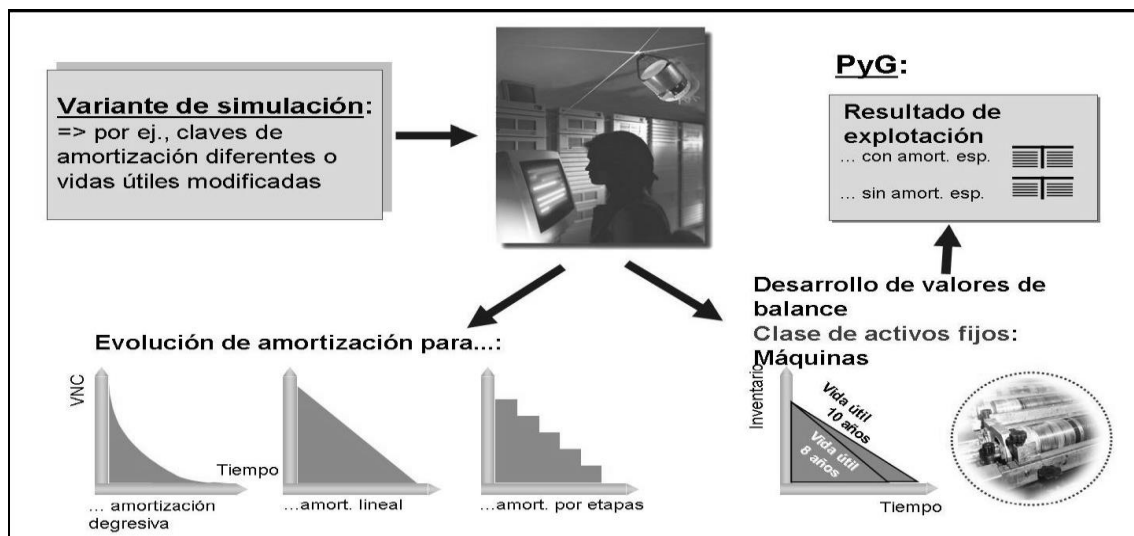 Variante de simulación:
=> por ej., claves de
amortización diferentes o
vidas útiles modificadas
PyG:
Resultado de
explotación
... con amort. esp.
... sin amort. esp.
Desarrollo de valores de
balance
Clase de activos fijos:
Máquinas
Evolución de amortización para...:
VNC
Tiempo
... amortización
degresiva
...amort. lineal
...amort. por etapas
Inventario
Vida útil
10 años
Vida útil
8 años
Tiempo